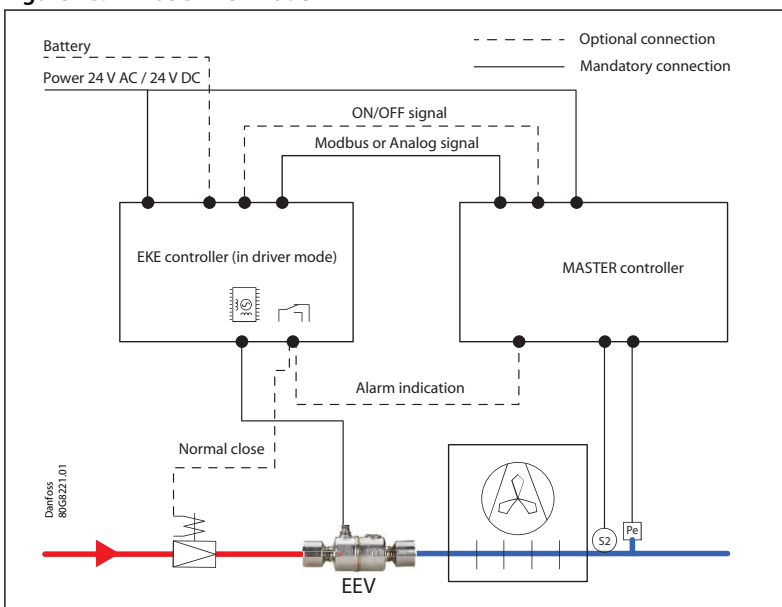 Battery
Power 24 V AC / 24 V DC
Optional connection
Mandatory connection
ON/OFF signal
Modbus or Analog signal
EKE controller (in driver mode)
MASTER controller
Alarm indication
Normal close
Danfoss
80G8221.01
S2
Pe
EEV